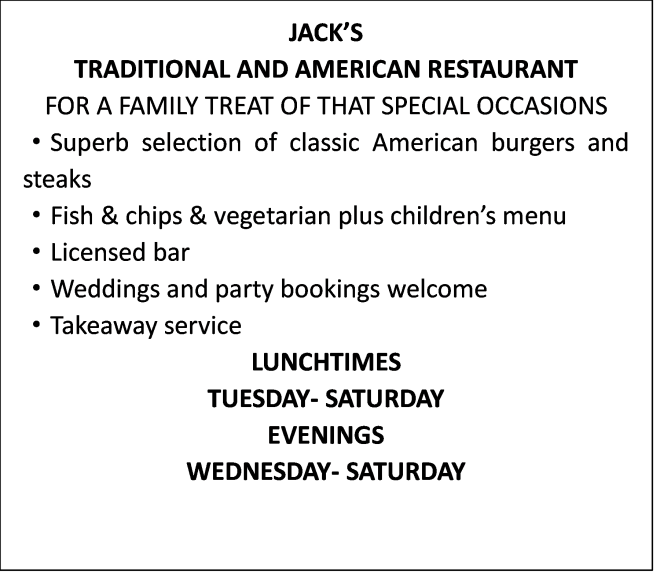 JACK’S
TRADITIONAL AND AMERICAN RESTAURANT
FOR A FAMILY TREAT OF THAT SPECIAL OCCASIONS
• Superb selection of classic American burgers and
steaks
• Fish & chips & vegetarian plus children’s menu
• Licensed bar
• Weddings and party bookings welcome
• Takeaway service
LUNCHTIMES
TUESDAY- SATURDAY
EVENINGS
WEDNESDAY- SATURDAY